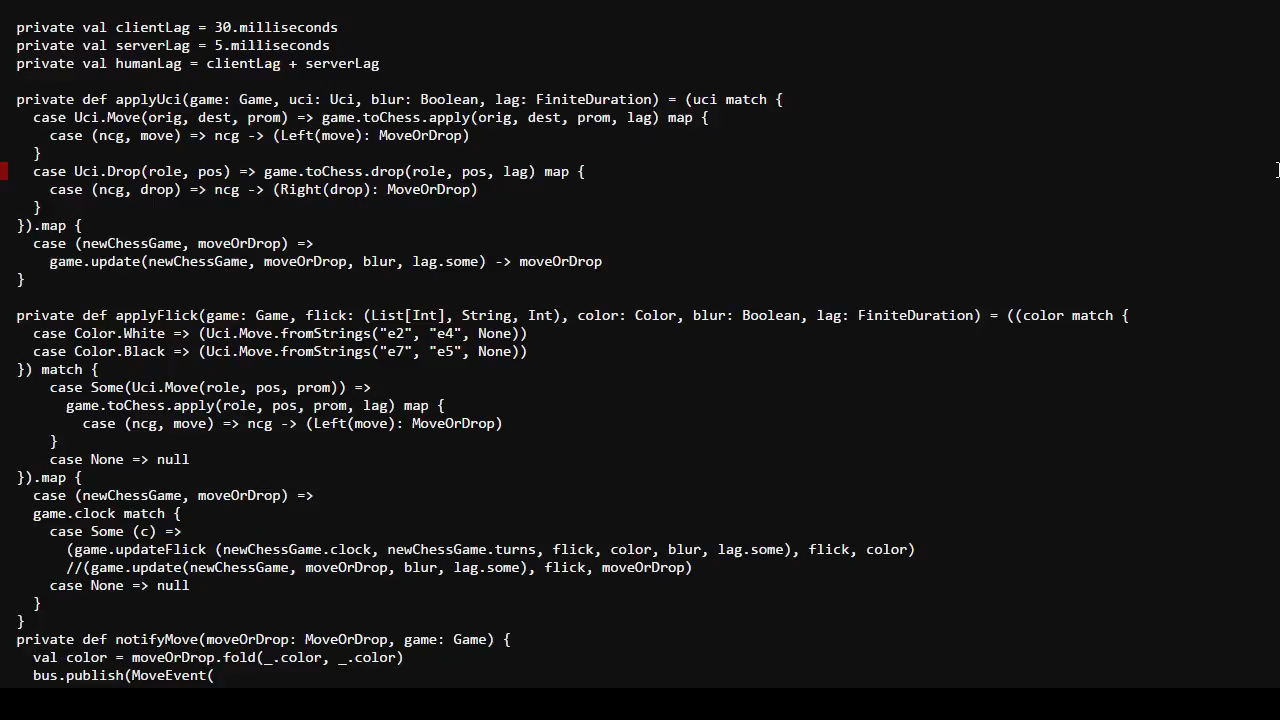 private val clientLag = 30.milliseconds
private val serverLag = 5.milliseconds
private val humanLag = clientLag + serverLag
private def applyUci(game: Game, uci: Uci, blur: Boolean, lag: FiniteDuration) = (uci match {
case Uci.Move(orig, dest, prom) => game.toChess.apply(orig, dest, prom, lag) map {
case (ncg, move) => ncg -> (Left(move): MoveOrDrop)
}
case Uci.Drop(role, pos) => game.toChess.drop(role, pos, lag) map {
case (ncg, drop) => ncg -> (Right(drop): MoveOrDrop)
}
}).map {
case (newChessGame, moveOrDrop) =>
game.update(newChessGame, moveOrDrop, blur, lag.some) -> moveOrDrop
}
private def applyFlick(game: Game, flick: (List[Int], String, Int), color: Color, blur: Boolean, lag: FiniteDuration) = ((color match {
case Color.White => (Uci.Move.fromStrings("e2", "e4", None))
case Color.Black => (Uci.Move.fromStrings("e7", "e5", None))
}) match {
case Some(Uci.Move(role, pos, prom)) =>
game.toChess.apply(role, pos, prom, lag) map {
case (ncg, move) => ncg -> (Left(move): MoveOrDrop)
}
case None => null
}).map {
case (newChessGame, moveOrDrop) =>
game.clock match {
case Some (c) =>
(game.updateFlick (newChessGame.clock, newChessGame.turns, flick, color, blur, lag.some), flick, color)
//(game.update(newChessGame, moveOrDrop, blur, lag.some), flick, moveOrDrop)
case None => null
}
}
private def notifyMove(moveOrDrop: MoveOrDrop, game: Game) {
val color = moveOrDrop.fold(_.color, _.color)
bus.publish(MoveEvent(